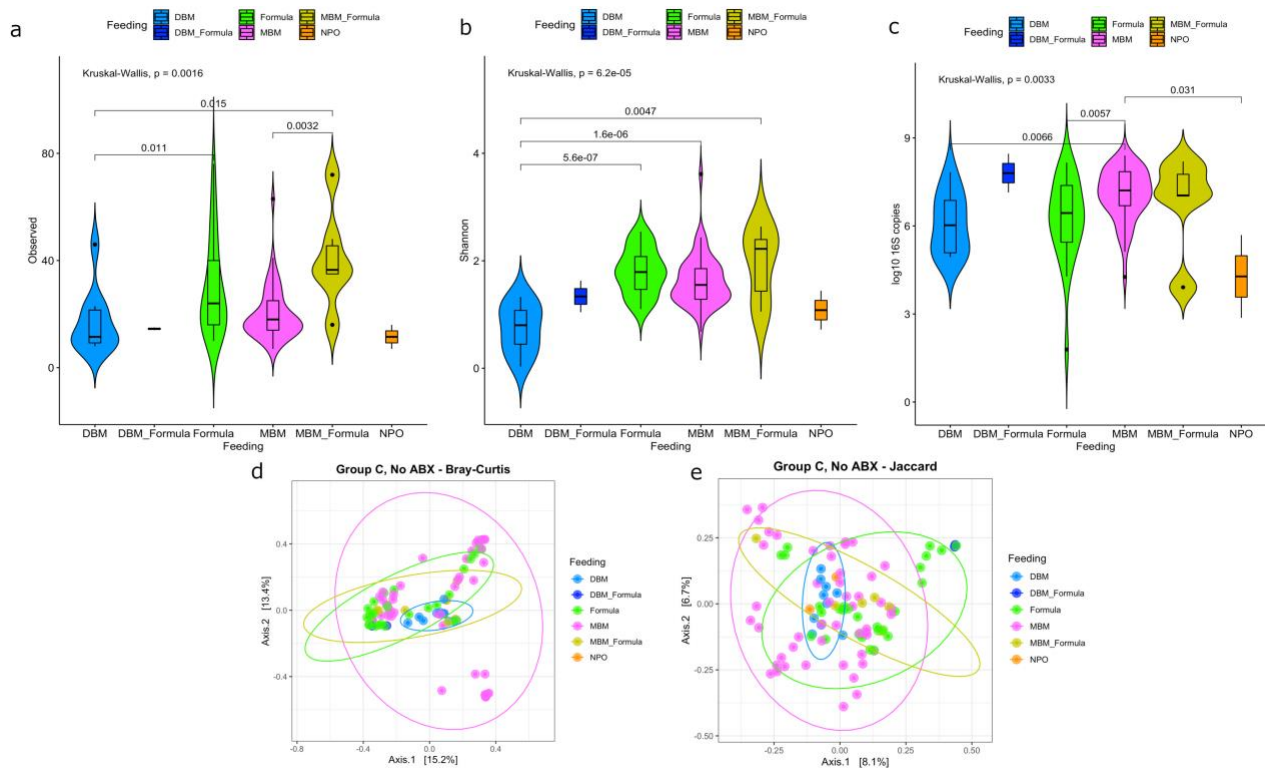 a
Feeding
DBM
Formula
MBM_Formula
DBM_Formula
MBM
NPO
Kruskal-Wallis, p = 0.0016
0.015
0.0032
0.011
80
40
0
Observed
DBM
DBM_Formula
Formula
MBM
MBM_Formula
NPO
Feeding
b
Feeding
DBM
Formula
MBM_Formula
DBM_Formula
MBM
NPO
Kruskal-Wallis, p = 6.2e-05
0.0047
1.6e-06
5.6e-07
4
2
0
Shannon
DBM
DBM_Formula
Formula
MBM
MBM_Formula
NPO
Feeding
c
Feeding
DBM
Formula
MBM_Formula
DBM_Formula
MBM
NPO
Kruskal-Wallis, p = 0.0033
0.031
0.0057
0.0066
9
6
3
0
log10 16S copies
DBM
DBM_Formula
Formula
MBM
MBM_Formula
NPO
Feeding
d
Group C, No ABX - Bray-Curtis
0.4
0.0
-0.4
Axis.2 [13.4%]
-0.8
-0.4
0.0
0.4
Axis.1 [15.2%]
Feeding
DBM
DBM_Formula
Formula
MBM
MBM_Formula
NPO
e
Group C, No ABX - Jaccard
0.25
0.00
-0.25
-0.50
Axis.2 [6.7%]
-0.25
0.00
0.25
0.50
Axis.1 [8.1%]
Feeding
DBM
DBM_Formula
Formula
MBM
MBM_Formula
NPO